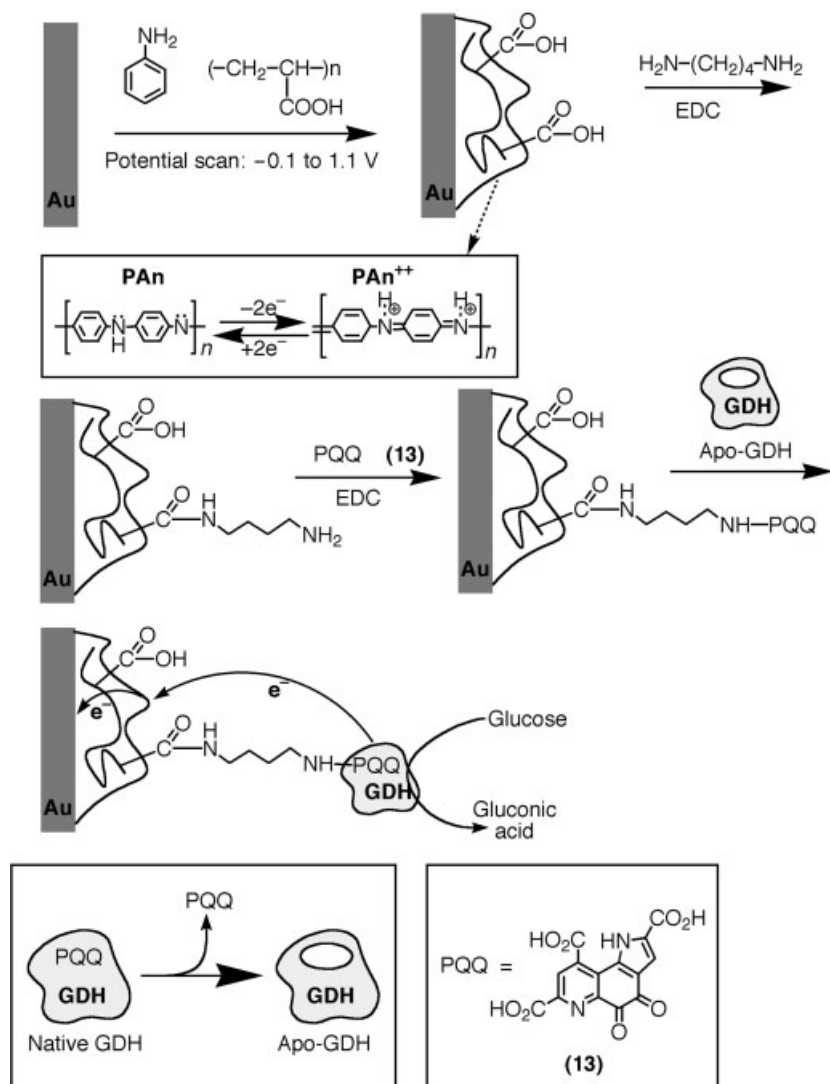 NH2
(-CH2-CH-)n
COOH
Potential scan: −0.1 to 1.1 V
Au
O
C
OH
O
C-OH
Au
H2N-(CH2)4-NH2
EDC
PAn
PAn++
N
H
N
n
−2e−
+2e−
H
N
⊕
H
N
⊕
n
O
C
OH
O
C
H
N
NH2
Au
PQQ (13)
EDC
O
C
OH
O
C
H
N
NH-PQQ
Au
GDH
Apo-GDH
O
C
OH
e−
e−
O
C
H
N
NH-PQQ
GDH
Glucose
Gluconic
acid
Au
PQQ
PQQ
GDH
GDH
Native GDH
Apo-GDH
PQQ =
CO2H
HO2C
HN
HO2C
N
O
O
(13)